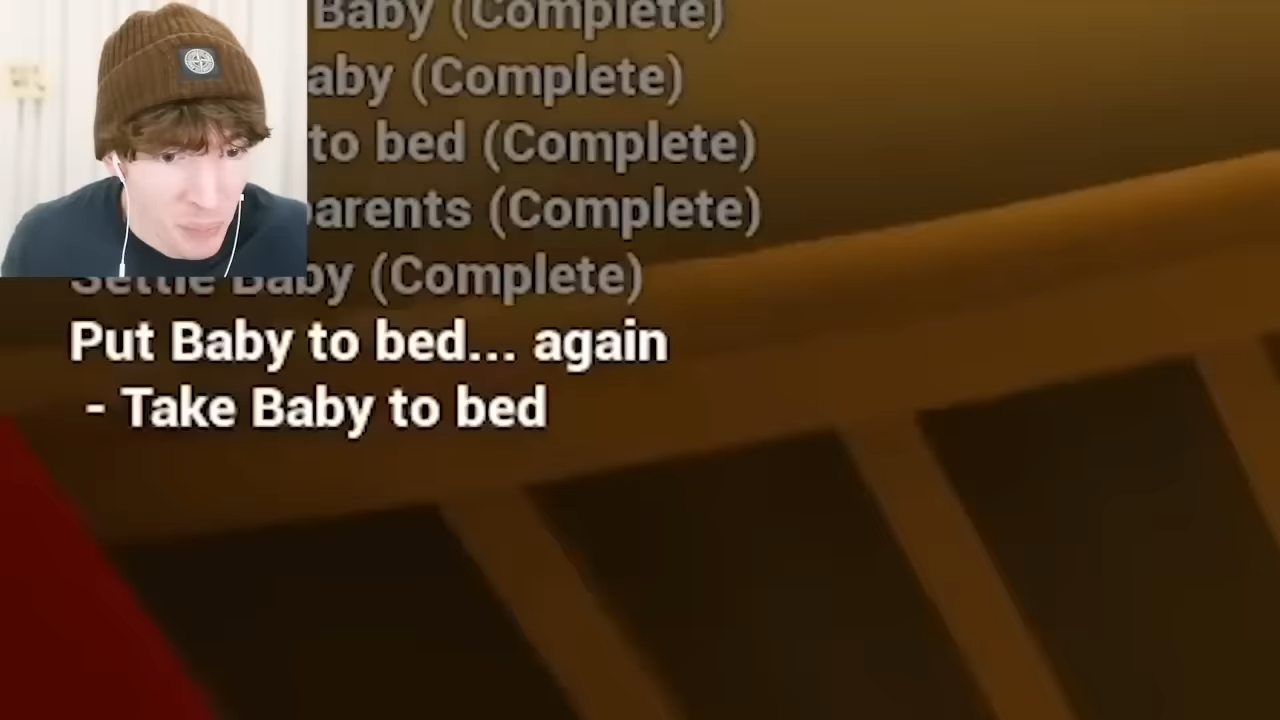 Baby (Complete)
aby (Complete)
to bed (Complete)
parents (Complete)
Settle Baby (Complete)
Put Baby to bed... again
- Take Baby to bed